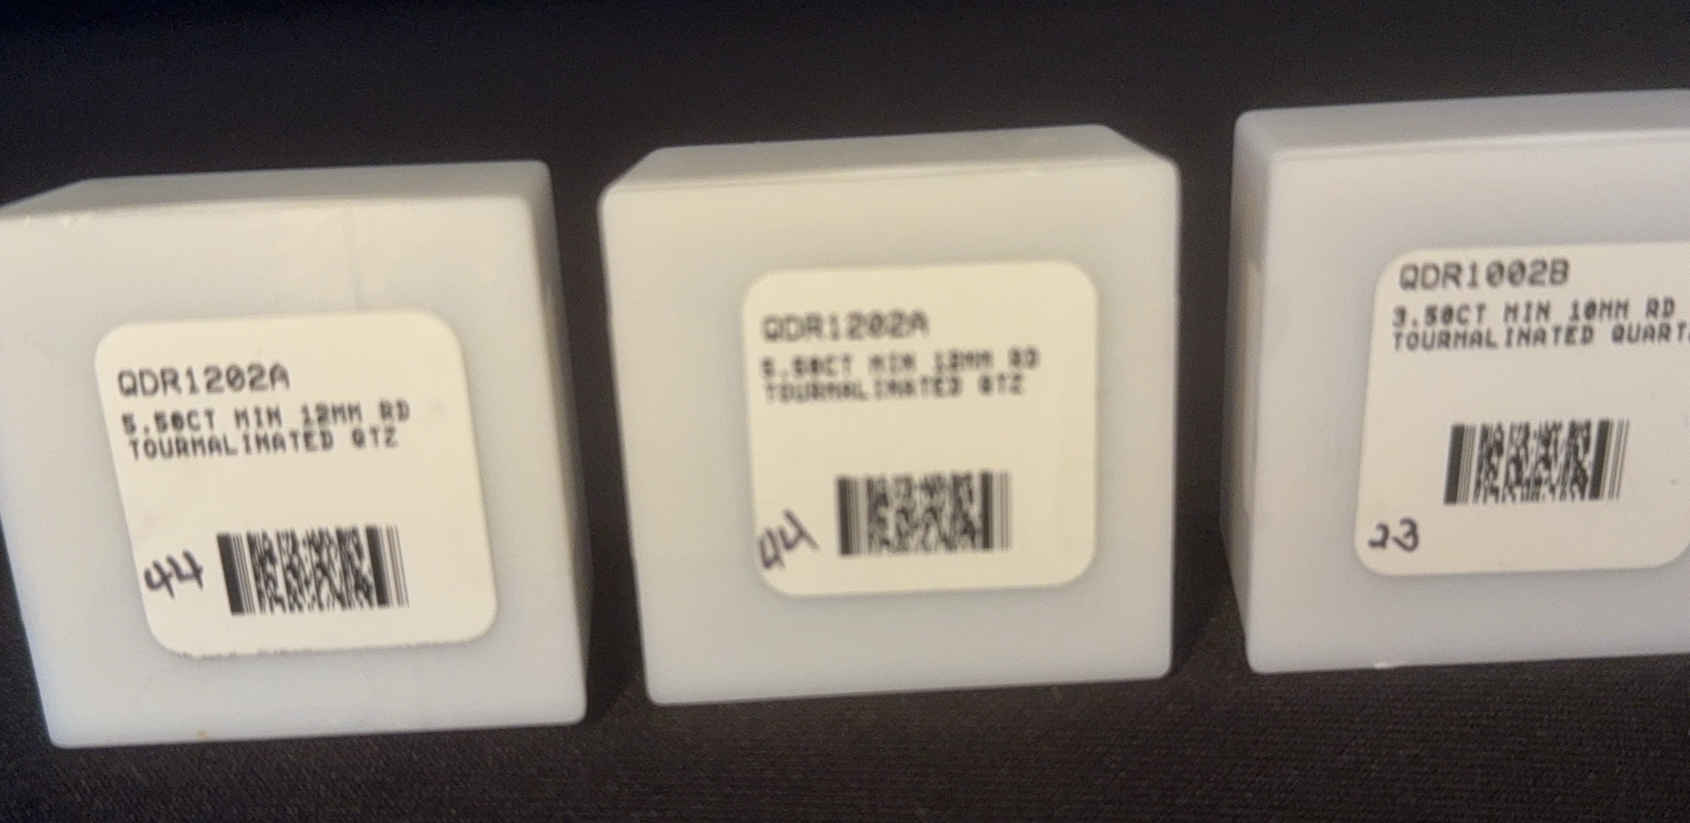 QDR1202A
5.50CT MIN 12MM RD
TOURMALINATED QTZ
44
QDR1202A
5.50CT MIN 12MM RD
TOURMALINATED QTZ
44
QDR1002B
3.50CT MIN 10MM RD
TOURMALINATED QUART
23